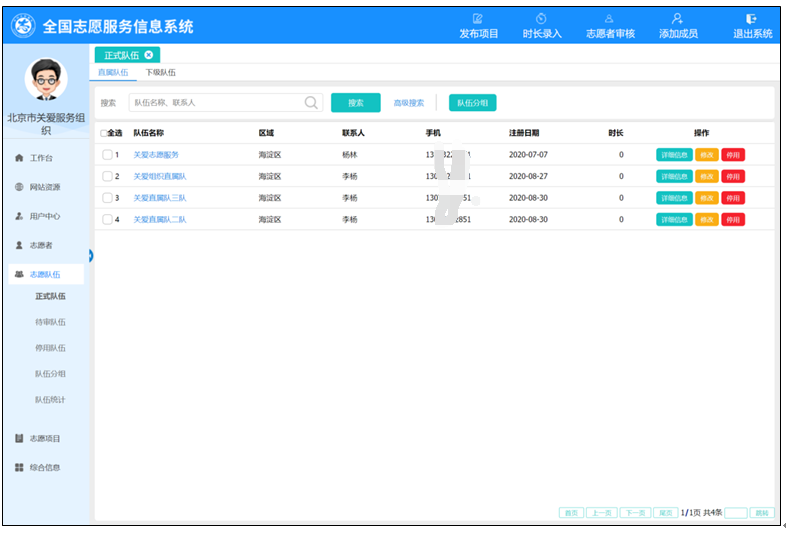 全国志愿服务信息系统
发布项目 时长录入 志愿者审核 添加成员 退出系统
北京市关爱服务组
织
工作台
网站资源
用户中心
志愿者
志愿队伍
正式队伍
待审队伍
停用队伍
队伍分组
队伍统计
志愿项目
综合信息
正式队伍
直属队伍 下级队伍
搜索 队伍名称、联系人 搜索 高级搜索 队伍分组
全选 队伍名称 区域 联系人 手机 注册日期 时长 操作
1 关爱志愿服务 海淀区 杨林 2020-07-07 0 详细信息 修改 停用
2 关爱组织直属队 海淀区 李杨 2020-08-27 0 详细信息 修改 停用
3 关爱直属队三队 海淀区 李杨 2020-08-30 0 详细信息 修改 停用
4 关爱直属队二队 海淀区 李杨 2020-08-30 0 详细信息 修改 停用
首页 上一页 下一页 尾页 1/1页 共4条 跳转